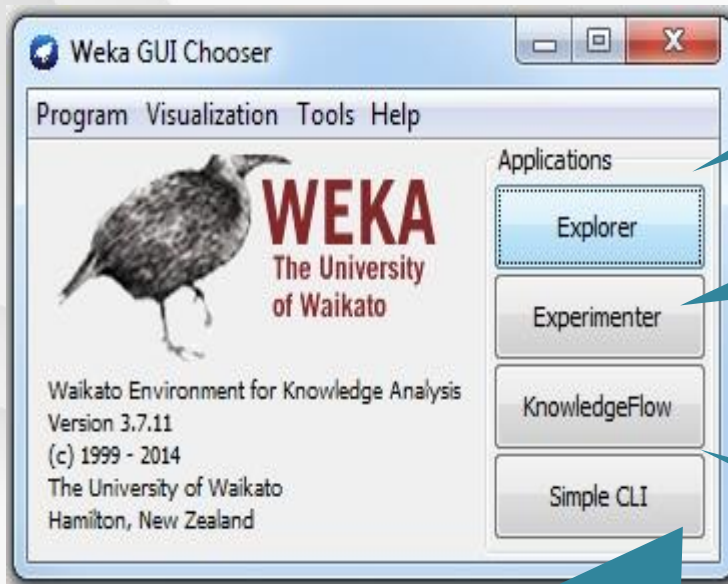 Weka GUI Chooser
Program Visualization Tools Help
WEKA
The University
of Waikato
Waikato Environment for Knowledge Analysis
Version 3.7.11
(c) 1999 - 2014
The University of Waikato
Hamilton, New Zealand
Applications
Explorer
Experimenter
KnowledgeFlow
Simple CLI